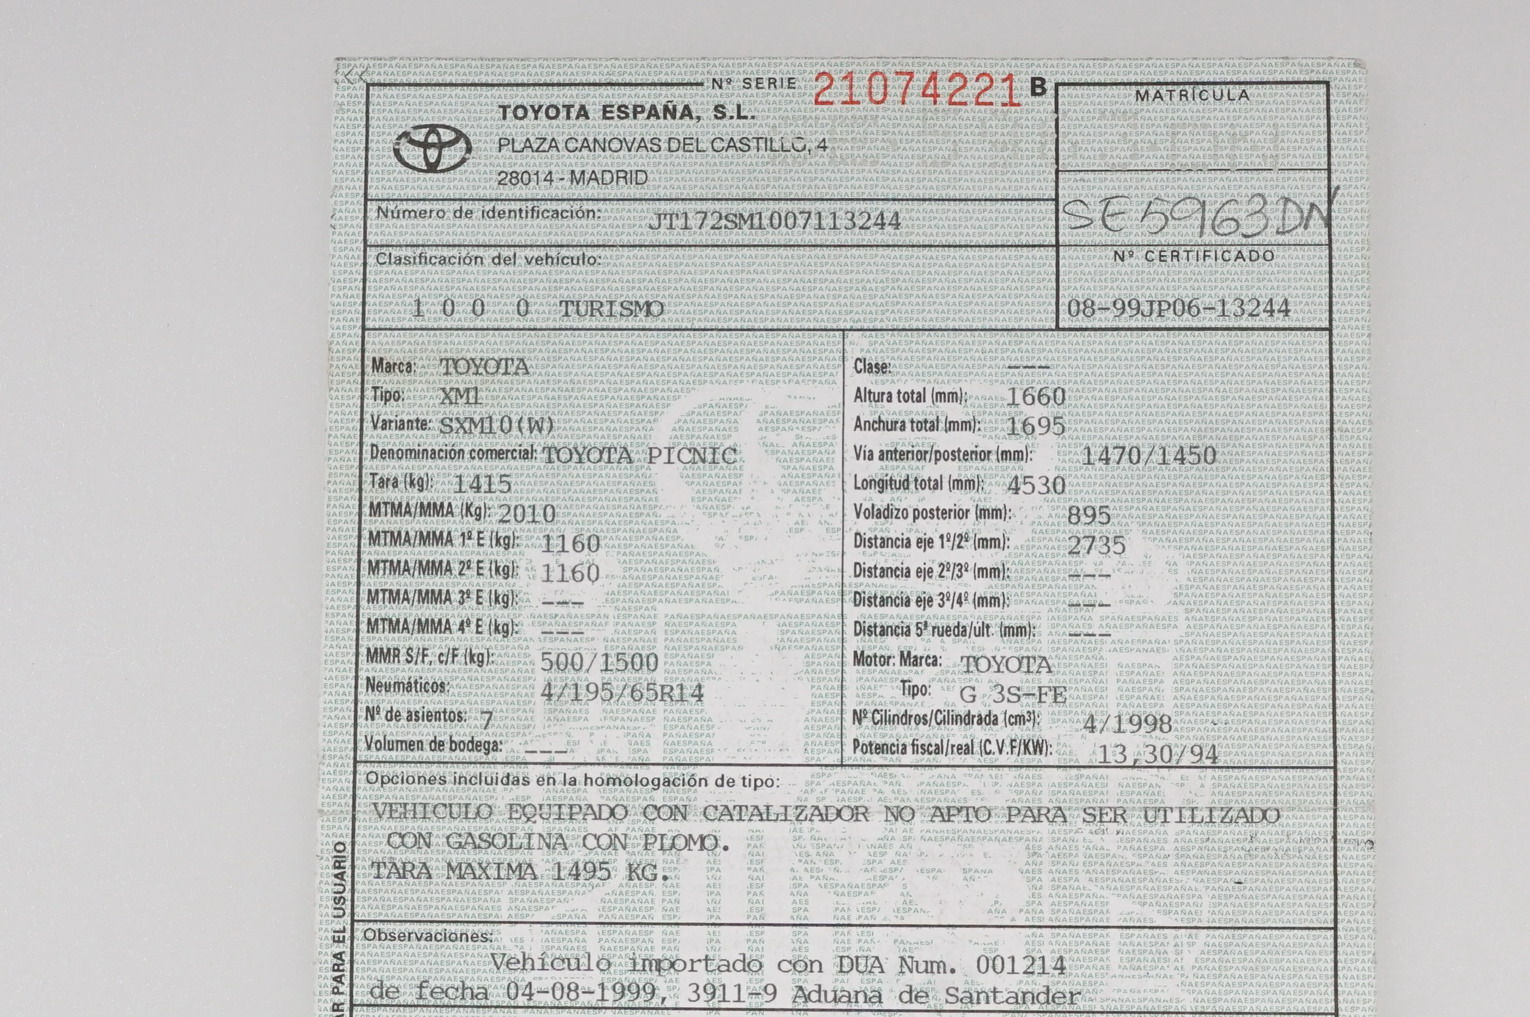 Nº SERIE 21074221 B
TOYOTA ESPAÑA, S.L.
PLAZA CANOVAS DEL CASTILLO, 4
28014 - MADRID
MATRÍCULA
SE5963DN
Número de identificación: JT172SM1007113244
Clasificación del vehículo:
1 0 0 0 TURISMO
Nº CERTIFICADO
08-99JP06-13244
Marca: TOYOTA
Tipo: XM1
Variante: SXM10(W)
Denominación comercial: TOYOTA PICNIC
Tara (kg): 1415
MTMA/MMA (Kg): 2010
MTMA/MMA 1º E (kg): 1160
MTMA/MMA 2º E (kg): 1160
MTMA/MMA 3º E (kg): ---
MTMA/MMA 4º E (kg): ---
MMR S/F, c/F (kg): 500/1500
Neumáticos: 4/195/65R14
Nº de asientos: 7
Volumen de bodega: ---
Clase: ---
Altura total (mm): 1660
Anchura total (mm): 1695
Vía anterior/posterior (mm): 1470/1450
Longitud total (mm): 4530
Voladizo posterior (mm): 895
Distancia eje 1º/2º (mm): 2735
Distancia eje 2º/3º (mm): ---
Distancia eje 3º/4º (mm): ---
Distancia 5ª rueda/últ. (mm): ---
Motor: Marca: TOYOTA
Tipo: G 3S-FE
Nº Cilindros/Cilindrada (cm³): 4/1998
Potencia fiscal/real (C.V.F/KW): 13,30/94
Opciones incluidas en la homologación de tipo:
VEHICULO EQUIPADO CON CATALIZADOR NO APTO PARA SER UTILIZADO
CON GASOLINA CON PLOMO.
TARA MAXIMA 1495 KG.
Observaciones:
Vehículo importado con DUA Num. 001214
de fecha 04-08-1999, 3911-9 Aduana de Santander
PARA EL USUARIO